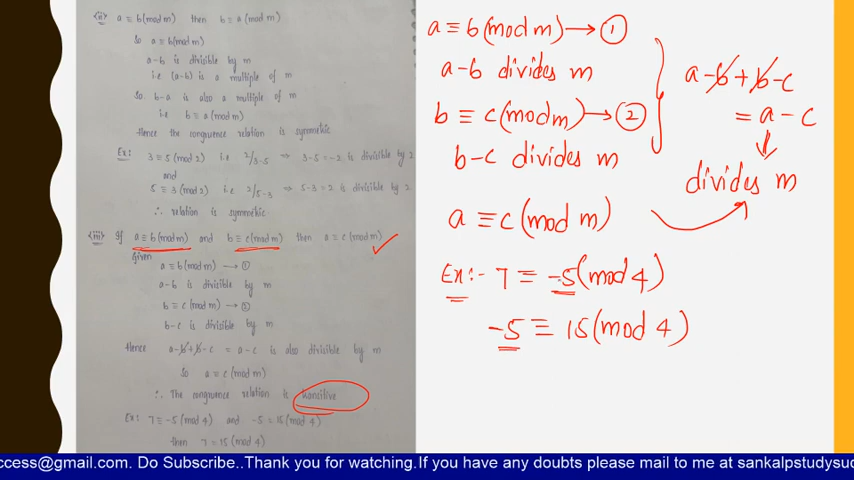 (ii) a ≡ b(mod m) then b ≡ a(mod m)
So a ≡ b(mod m)
a-b is divisible by m
i.e (a-b) is a multiple of m
So b-a is also a multiple of m
i.e b ≡ a(mod m)
Hence the congruence relation is symmetric
Ex: 3 ≡ 5(mod 2) i.e 2/3-5 ⇒ 3-5=-2 is divisible by 2
and
5 ≡ 3(mod 2) i.e 2/5-3 ⇒ 5-3=2 is divisible by 2
∴ relation is symmetric
(iii) If a≡b(mod m) and b≡c(mod m) then a≡c(mod m)
Given
a≡b(mod m) → ①
a-b is divisible by m
b≡c(mod m) → ②
b-c is divisible by m
Hence a-b+b-c = a-c is also divisible by m
So a≡c(mod m)
∴ The congruence relation is transitive
Ex: 7≡-5(mod 4) and -5≡15(mod 4)
then 7≡15(mod 4)
a ≡ b(mod m) → ①
a-b divides m
b ≡ c(mod m) → ②
b-c divides m
a-b+b-c
= a-c
divides m
a ≡ c(mod m)
Ex:- 7 ≡ -5(mod 4)
-5 ≡ 15(mod 4)
ccess@gmail.com. Do Subscribe..Thank you for watching.If you have any doubts please mail to me at sankalpstudysuc